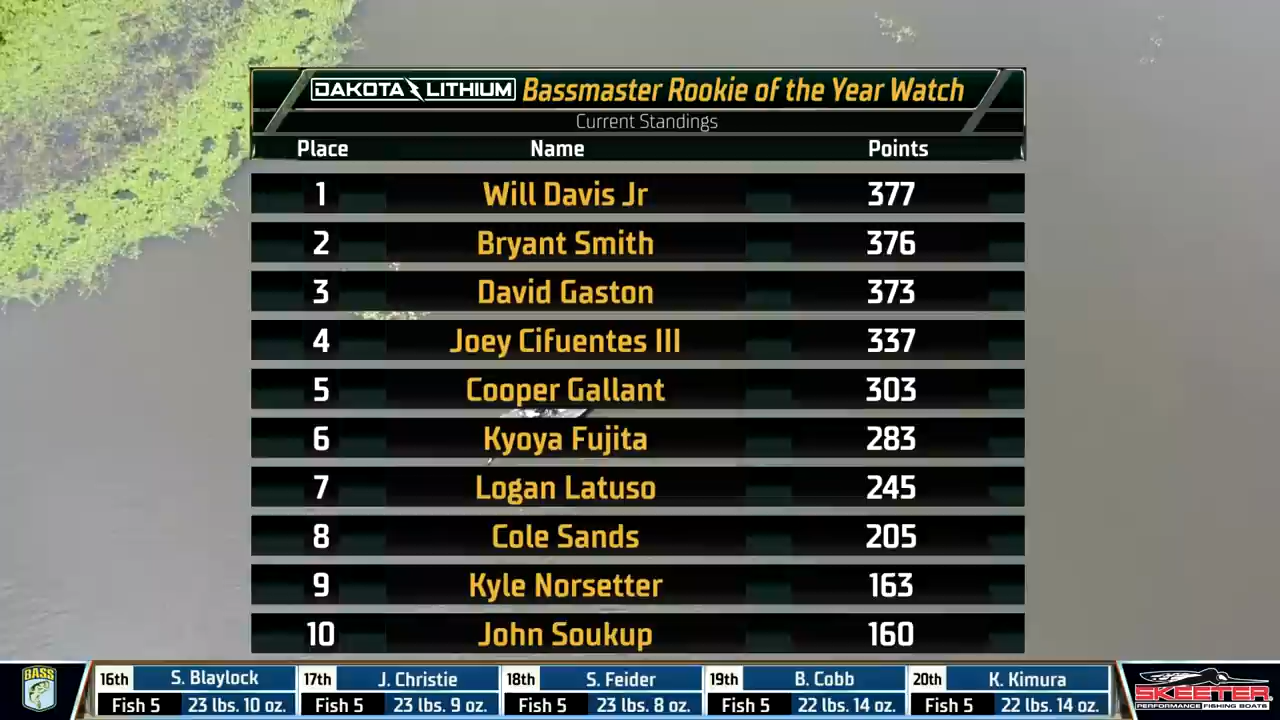 DAKOTA LITHIUM Bassmaster Rookie of the Year Watch
Current Standings
Place Name Points
1 Will Davis Jr 377
2 Bryant Smith 376
3 David Gaston 373
4 Joey Cifuentes III 337
5 Cooper Gallant 303
6 Kyoya Fujita 283
7 Logan Latuso 245
8 Cole Sands 205
9 Kyle Norsetter 163
10 John Soukup 160
BASS
16th S. Blaylock
Fish 5 23 lbs. 10 oz.
17th J. Christie
Fish 5 23 lbs. 9 oz.
18th S. Feider
Fish 5 23 lbs. 8 oz.
19th B. Cobb
Fish 5 22 lbs. 14 oz.
20th K. Kimura
Fish 5 22 lbs. 14 oz.
SKEETER
PERFORMANCE FISHING BOATS